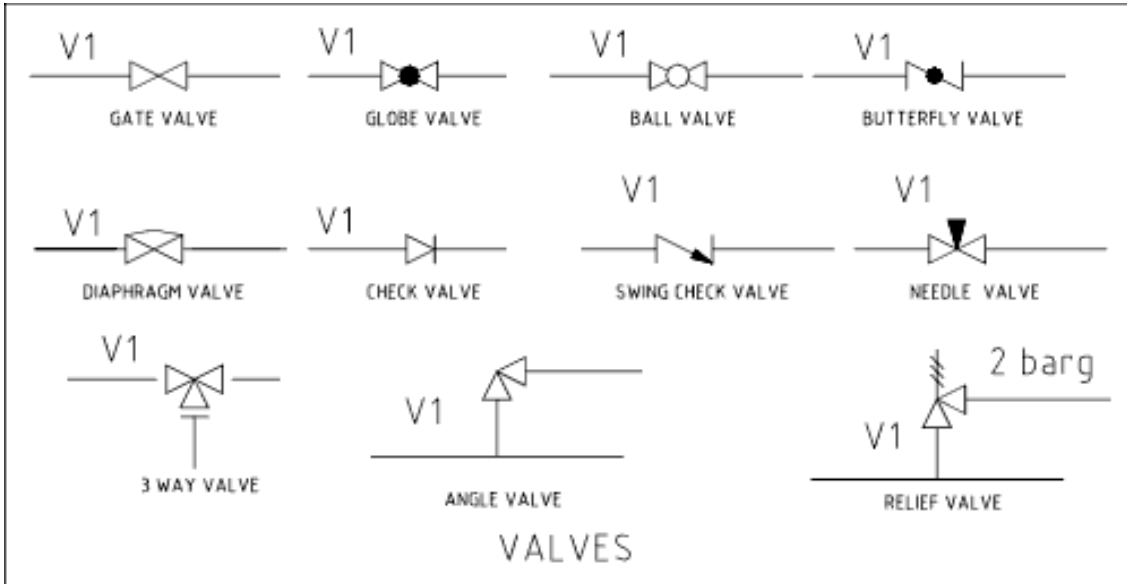 V1 V1 V1 V1
GATE VALVE GLOBE VALVE BALL VALVE BUTTERFLY VALVE
V1 V1 V1 V1
DIAPHRAGM VALVE CHECK VALVE SWING CHECK VALVE NEEDLE VALVE
V1 V1 2 barg V1
3 WAY VALVE ANGLE VALVE RELIEF VALVE
VALVES